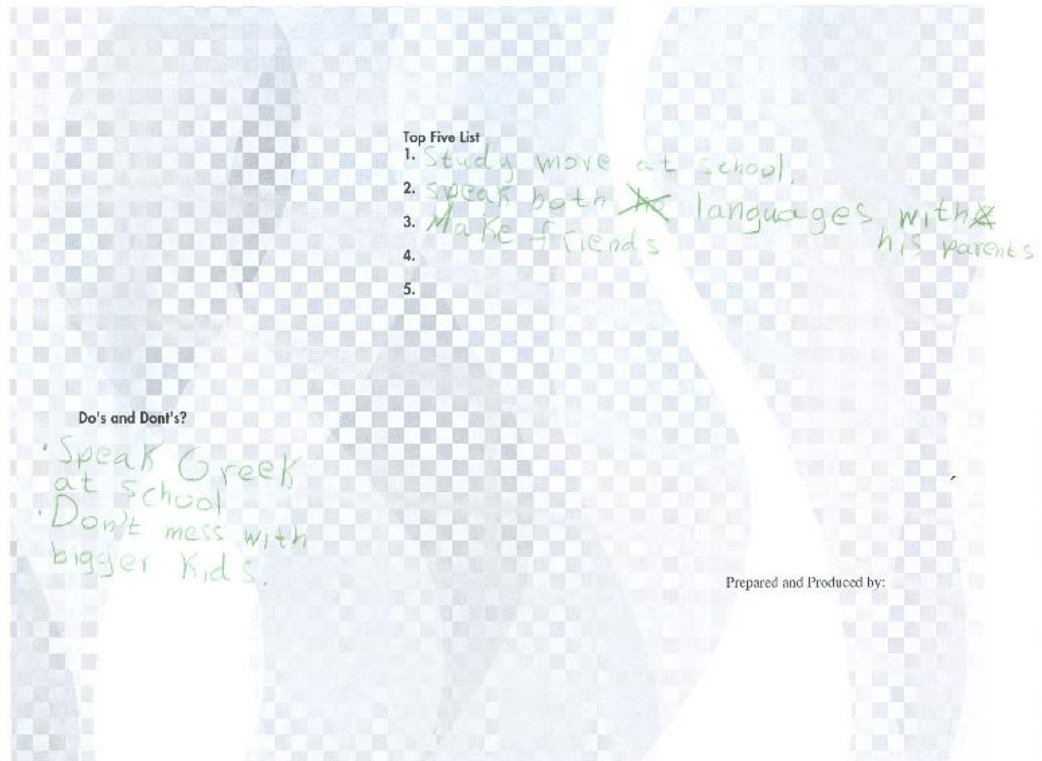 Top Five List
1. Study more at school.
2. speak both languages with
his parents
3. Make friends
4.
5.
Do's and Dont's?
· Speak Greek
at school
· Don't mess with
bigger Kids.
Prepared and Produced by: